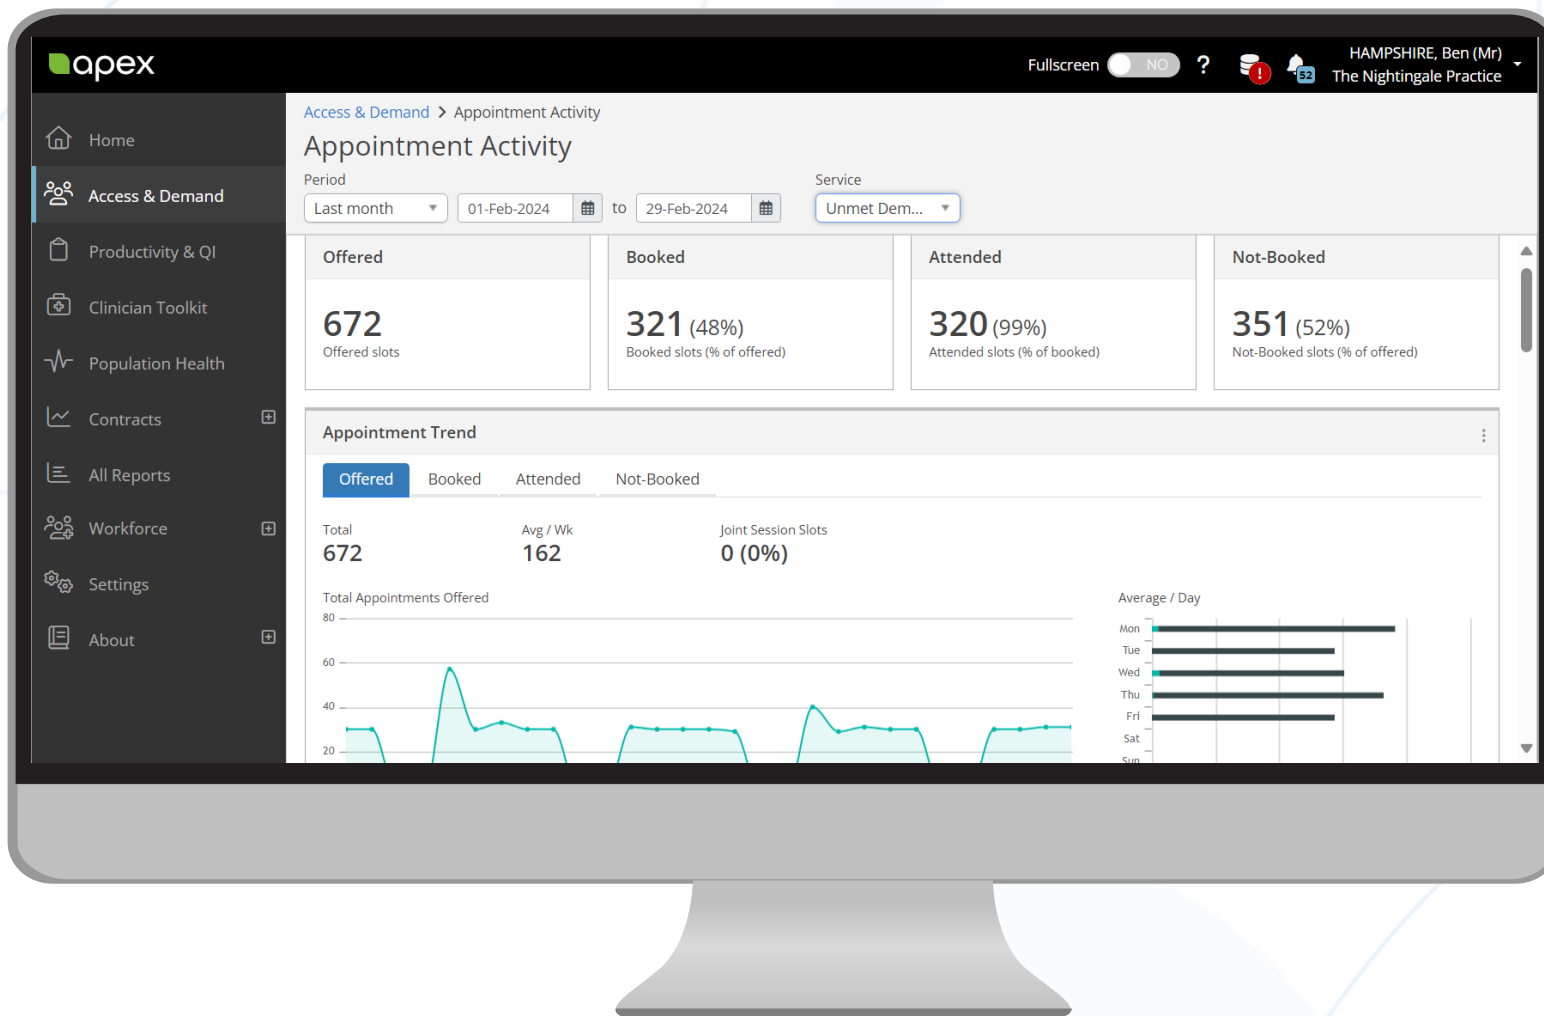 apex
Fullscreen NO ? ! 52
HAMPSHIRE, Ben (Mr)
The Nightingale Practice
Home
Access & Demand
Productivity & QI
Clinician Toolkit
Population Health
Contracts
All Reports
Workforce
Settings
About
Access & Demand > Appointment Activity
Appointment Activity
Period
Service
Last month 01-Feb-2024 to 29-Feb-2024 Unmet Dem...
Offered
672
Offered slots
Booked
321 (48%)
Booked slots (% of offered)
Attended
320 (99%)
Attended slots (% of booked)
Not-Booked
351 (52%)
Not-Booked slots (% of offered)
Appointment Trend
Offered Booked Attended Not-Booked
Total
672
Avg / Wk
162
Joint Session Slots
0 (0%)
Total Appointments Offered
80
60
40
20
Average / Day
Mon
Tue
Wed
Thu
Fri
Sat
Sun